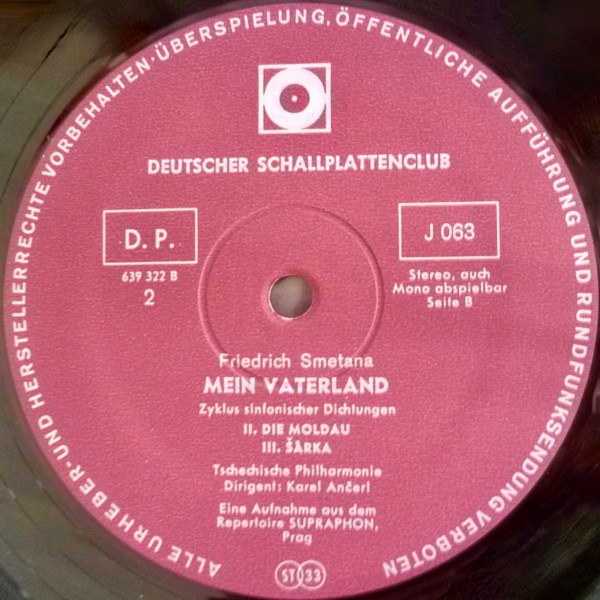 ALLE URHEBER- UND HERSTELLERRECHTE VORBEHALTEN · ÜBERSPIELUNG, ÖFFENTLICHE AUFFÜHRUNG UND RUNDFUNKSENDUNG VERBOTEN
DEUTSCHER SCHALLPLATTENCLUB
D. P.
639 322 B
2
J 063
Stereo, auch
Mono abspielbar
Seite B
Friedrich Smetana
MEIN VATERLAND
Zyklus sinfonischer Dichtungen
II. DIE MOLDAU
III. ŠÁRKA
Tschechische Philharmonie
Dirigent: Karel Ančerl
Eine Aufnahme aus dem
Repertoire SUPRAPHON,
Prag
ST 33